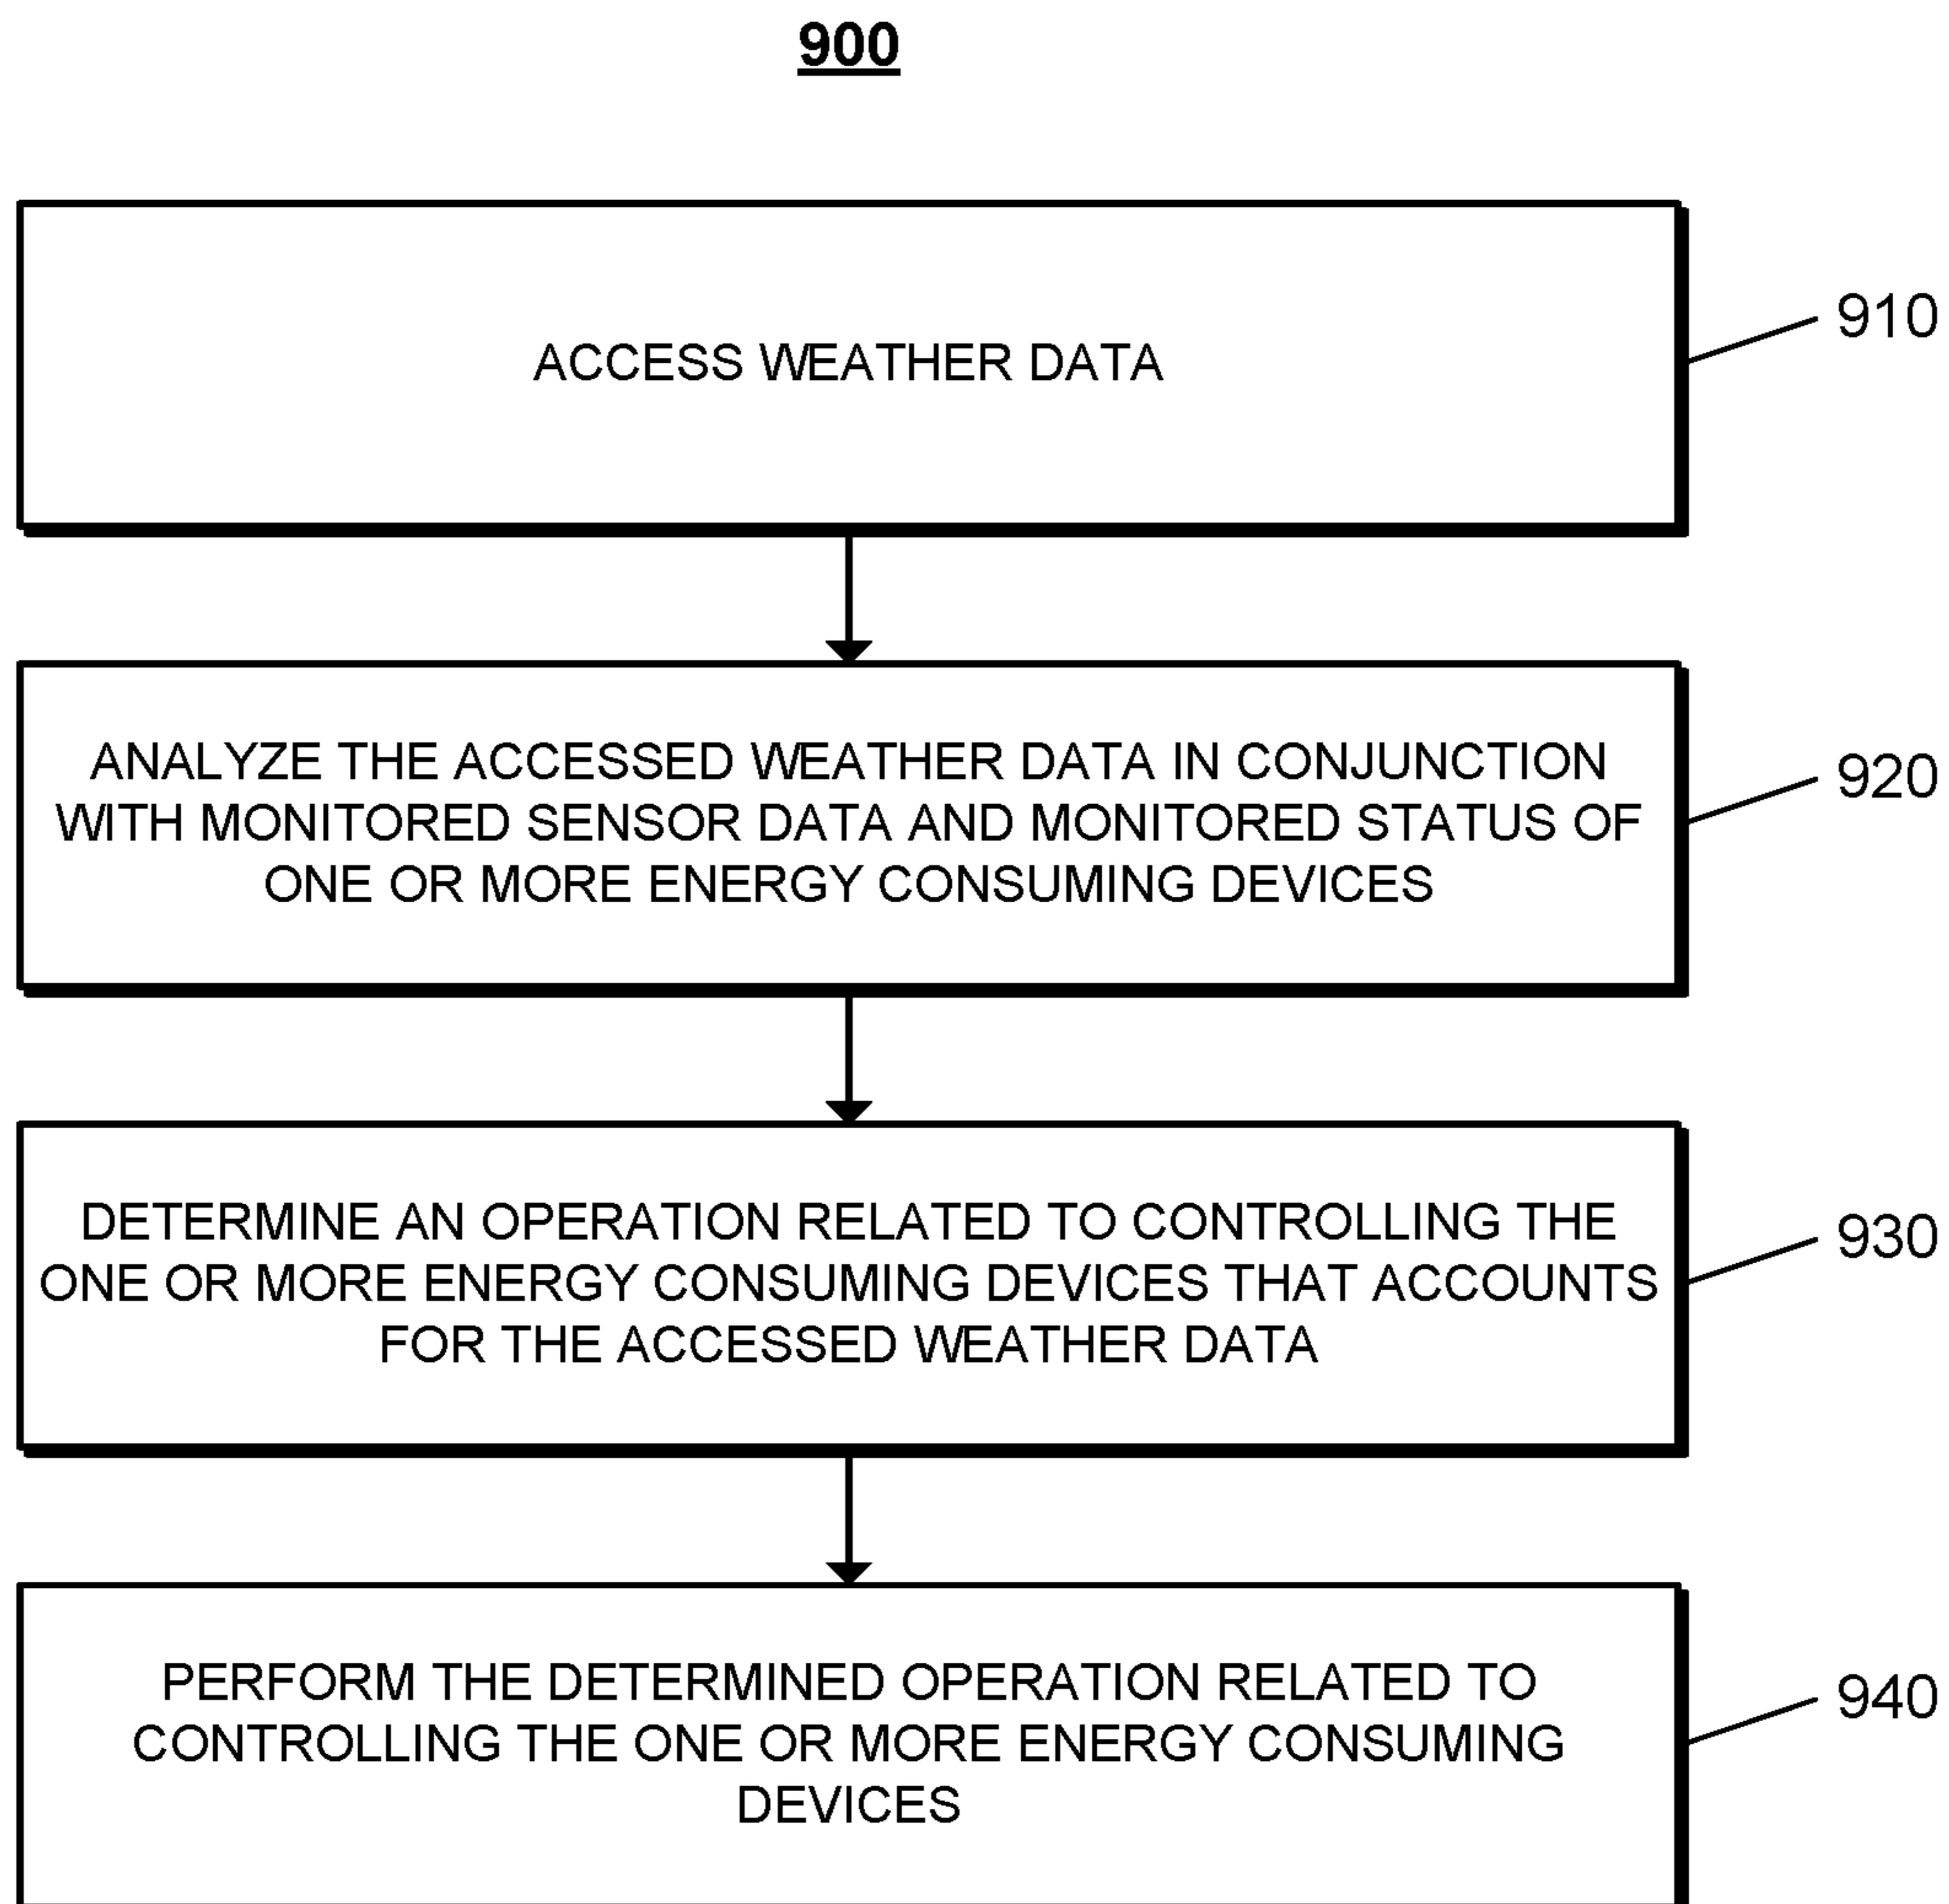 900
ACCESS WEATHER DATA
910
ANALYZE THE ACCESSED WEATHER DATA IN CONJUNCTION
WITH MONITORED SENSOR DATA AND MONITORED STATUS OF
ONE OR MORE ENERGY CONSUMING DEVICES
920
DETERMINE AN OPERATION RELATED TO CONTROLLING THE
ONE OR MORE ENERGY CONSUMING DEVICES THAT ACCOUNTS
FOR THE ACCESSED WEATHER DATA
930
PERFORM THE DETERMINED OPERATION RELATED TO
CONTROLLING THE ONE OR MORE ENERGY CONSUMING
DEVICES
940